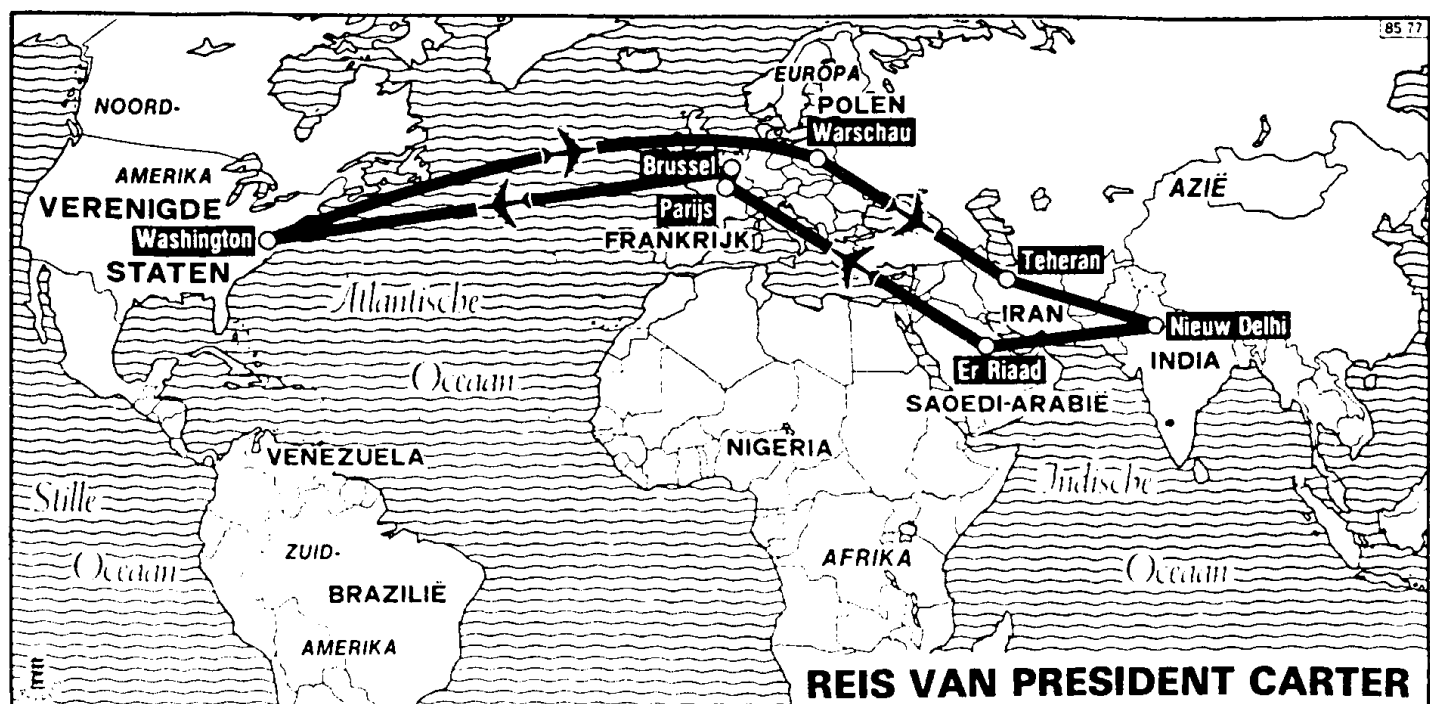 85 77
EUROPA
POLEN
NOORD-
Warschau
Brussel
AMERIKA
AZIË
VERENIGDE
Parijs
Washington
FRANKRIJK
Teheran
STATEN
Atlantische
IRAN
Nieuw Delhi
INDIA
Oceaan
Er Riaad
SAOEDI-ARABIË
NIGERIA
VENEZUELA
Indische
Stille
ZUID-
AFRIKA
Oceaan
Oceaan
BRAZILIË
AMERIKA
REIS VAN PRESIDENT CARTER